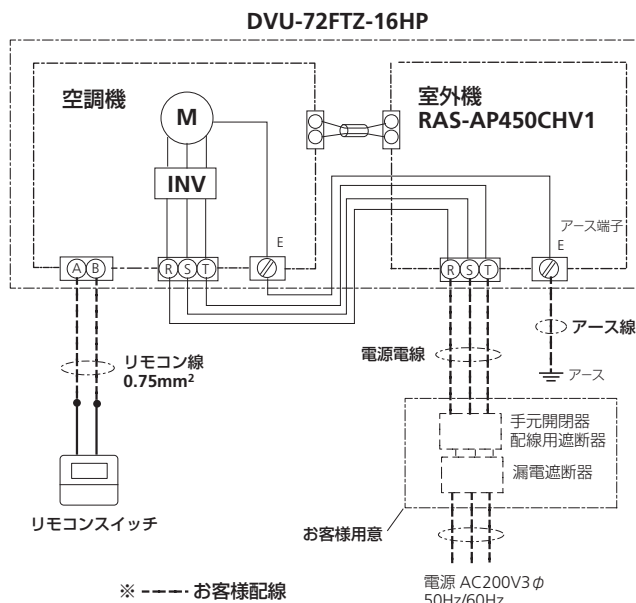 DVU-72FTZ-16HP
空調機
室外機
RAS-AP450CHV1
M
INV
E
アース端子
E
A B
R S T
R S T
アース線
リモコン線
0.75mm²
電源電線
アース
手元開閉器
配線用遮断器
漏電遮断器
リモコンスイッチ
お客様用意
※ お客様配線
電源 AC200V3φ
50Hz/60Hz